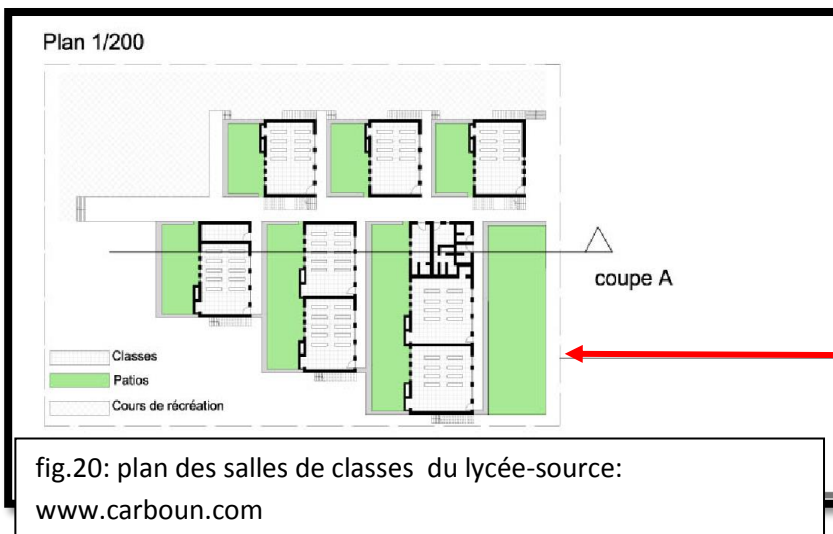 Plan 1/200
coupe A
Classes
Patios
Cours de récréation
fig.20: plan des salles de classes du lycée-source:
www.carboun.com